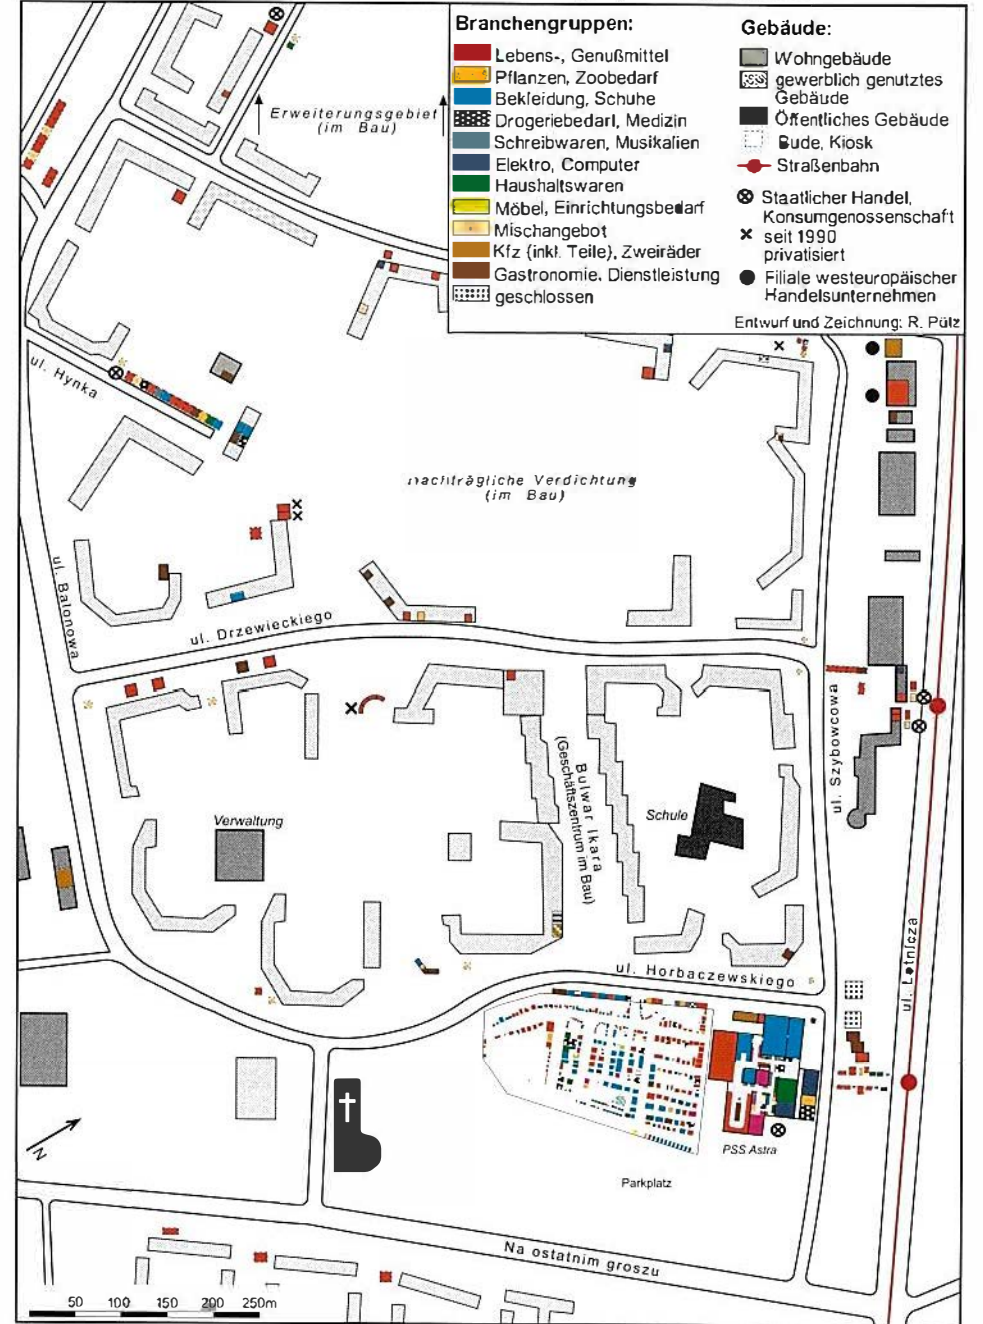 Branchengruppen:
Lebens-, Genußmittel
Pflanzen, Zoobedarf
Bekleidung, Schuhe
Drogeriebedarf, Medizin
Schreibwaren, Musikalien
Elektro, Computer
Haushaltswaren
Möbel, Einrichtungsbedarf
Mischangebot
Kfz (inkl. Teile), Zweiräder
Gastronomie, Dienstleistung
geschlossen
Gebäude:
Wohngebäude
gewerblich genutztes
Gebäude
Öffentliches Gebäude
Bude, Kiosk
Straßenbahn
Staatlicher Handel,
Konsumgenossenschaft
seit 1990
privatisiert
Filiale westeuropäischer
Handelsunternehmen
Entwurf und Zeichnung: R. Pütz
Erweiterungsgebiet
(im Bau)
ul. Hynka
nachträgliche Verdichtung
(im Bau)
ul. Balonowa
ul. Drzewieckiego
Bulwar Ikara
(Geschäftszentrum im Bau)
Schule
ul. Szybowcowa
Verwaltung
ul. Horbaczewskiego
ul. Lotnicza
N
PSS Astra
Parkplatz
Na ostatnim groszu
50 100 150 200 250m